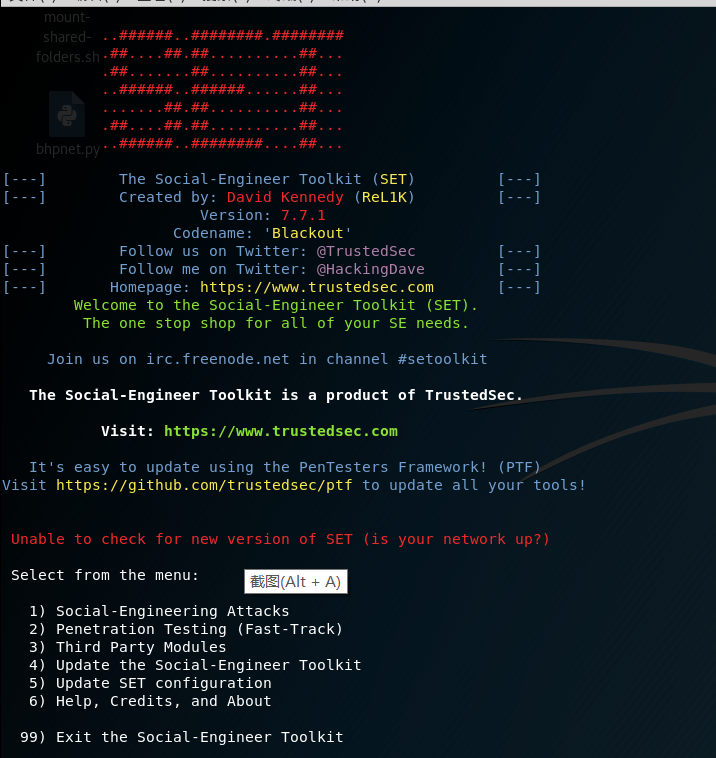 mount-
shared-
folders.sh
bhpnet.py
..######..########.########
.##....##.##..........##...
.##.......##..........##...
..######..######......##...
.......##.##..........##...
.##....##.##..........##...
..######..########....##...
[---]        The Social-Engineer Toolkit (SET)         [---]
[---]        Created by: David Kennedy (ReL1K)         [---]
Version: 7.7.1
Codename: 'Blackout'
[---]        Follow us on Twitter: @TrustedSec         [---]
[---]        Follow me on Twitter: @HackingDave        [---]
[---]       Homepage: https://www.trustedsec.com       [---]
Welcome to the Social-Engineer Toolkit (SET).
The one stop shop for all of your SE needs.
Join us on irc.freenode.net in channel #setoolkit
The Social-Engineer Toolkit is a product of TrustedSec.
Visit: https://www.trustedsec.com
It's easy to update using the PenTesters Framework! (PTF)
Visit https://github.com/trustedsec/ptf to update all your tools!
Unable to check for new version of SET (is your network up?)
Select from the menu:
截图(Alt + A)
1) Social-Engineering Attacks
2) Penetration Testing (Fast-Track)
3) Third Party Modules
4) Update the Social-Engineer Toolkit
5) Update SET configuration
6) Help, Credits, and About
99) Exit the Social-Engineer Toolkit